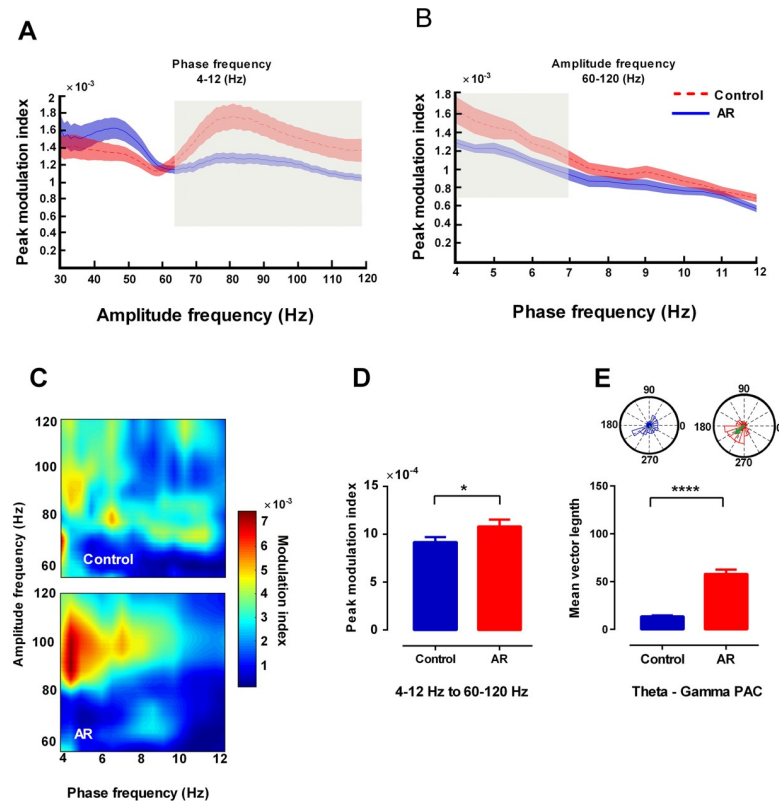 A
Phase frequency
4-12 (Hz)
× 10⁻³
2
1.8
1.6
1.4
1.2
1
0.8
0.6
0.4
0.2
0
Peak modulation index
30 40 50 60 70 80 90 100 110 120
Amplitude frequency (Hz)
B
Amplitude frequency
60-120 (Hz)
× 10⁻³
1.8
1.6
1.4
1.2
1
0.8
0.6
0.4
0.2
Peak modulation index
4 5 6 7 8 9 10 11 12
Phase frequency (Hz)
Control
AR
C
120
100
80
60
Control
120
100
80
60
AR
Amplitude frequency (Hz)
4 6 8 10 12
Phase frequency (Hz)
× 10⁻³
7
6
5
4
3
2
1
Modulation index
D
×10⁻⁴
15
10
5
0
Peak modulation index
*
Control AR
4-12 Hz to 60-120 Hz
E
90
180 0
270
90
180 0
270
150
100
50
0
Mean vector legnth
****
Control AR
Theta - Gamma PAC